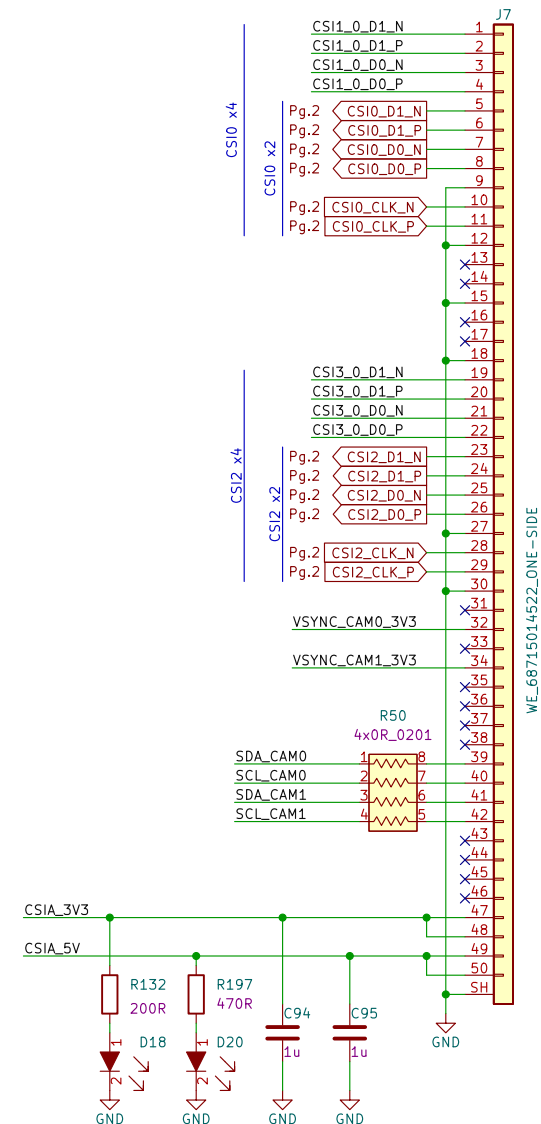 J7
CSI1_0_D1_N 1
CSI1_0_D1_P 2
CSI1_0_D0_N 3
CSI1_0_D0_P 4
CSI0 x4
CSI0 x2
Pg.2 CSI0_D1_N 5
Pg.2 CSI0_D1_P 6
Pg.2 CSI0_D0_N 7
Pg.2 CSI0_D0_P 8
9
Pg.2 CSI0_CLK_N 10
Pg.2 CSI0_CLK_P 11
12
13
14
15
16
17
18
CSI3_0_D1_N 19
CSI3_0_D1_P 20
CSI3_0_D0_N 21
CSI3_0_D0_P 22
CSI2 x4
CSI2 x2
Pg.2 CSI2_D1_N 23
Pg.2 CSI2_D1_P 24
Pg.2 CSI2_D0_N 25
Pg.2 CSI2_D0_P 26
27
Pg.2 CSI2_CLK_N 28
Pg.2 CSI2_CLK_P 29
30
31
VSYNC_CAM0_3V3 32
33
VSYNC_CAM1_3V3 34
35
36
37
38
WE_68715014522_ONE-SIDE
R50
4x0R_0201
SDA_CAM0 1 8 39
SCL_CAM0 2 7 40
SDA_CAM1 3 6 41
SCL_CAM1 4 5 42
43
44
45
46
CSIA_3V3 47
48
CSIA_5V 49
50
SH
R132
200R
R197
470R
C94
1u
C95
1u
GND
1 D18
2
1 D20
2
GND
GND
GND
GND